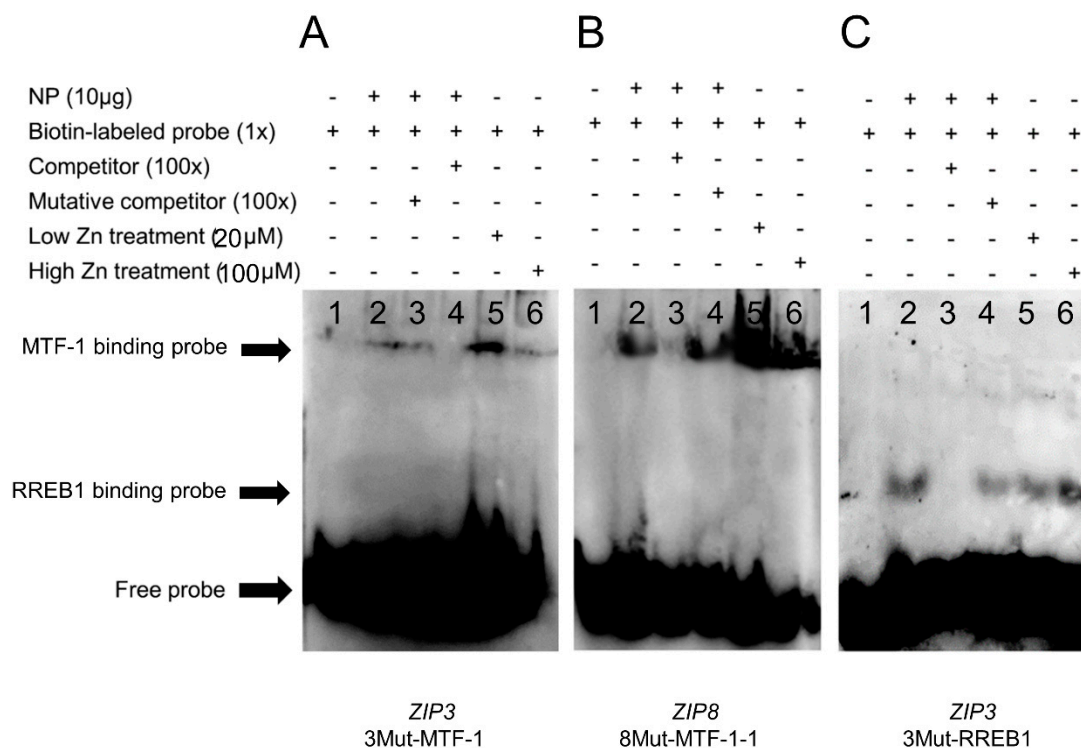 A B C
NP (10µg) - + + + - - - + + + - - - + + + - -
Biotin-labeled probe (1x) + + + + + + + + + + + + + + + + + +
Competitor (100x) - - - + - - - - + - - - - - + - - -
Mutative competitor (100x) - - + - - - - - - + - - - - - + - -
Low Zn treatment (20µM) - - - - + - - - - - + - - - - - + -
High Zn treatment (100µM) - - - - - + - - - - - + - - - - - +
1 2 3 4 5 6 1 2 3 4 5 6 1 2 3 4 5 6
MTF-1 binding probe
RREB1 binding probe
Free probe
ZIP3 ZIP8 ZIP3
3Mut-MTF-1 8Mut-MTF-1-1 3Mut-RREB1